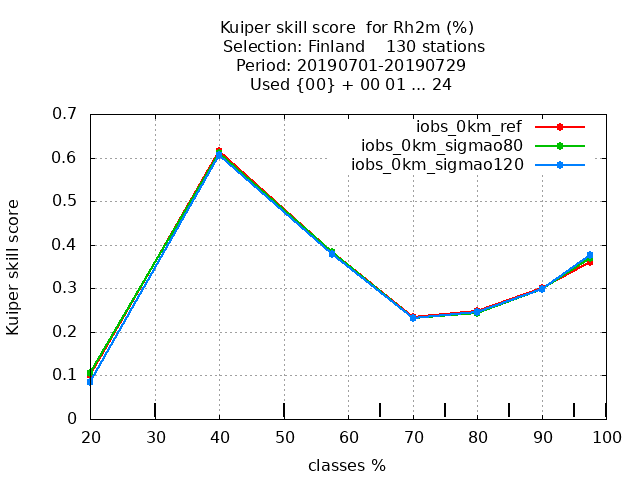 Kuiper skill score for Rh2m (%)
Selection: Finland 130 stations
Period: 20190701-20190729
Used {00} + 00 01 ... 24
iobs_0km_ref
iobs_0km_sigmao80
iobs_0km_sigmao120
Kuiper skill score
0.7
0.6
0.5
0.4
0.3
0.2
0.1
0
20 30 40 50 60 70 80 90 100
classes %